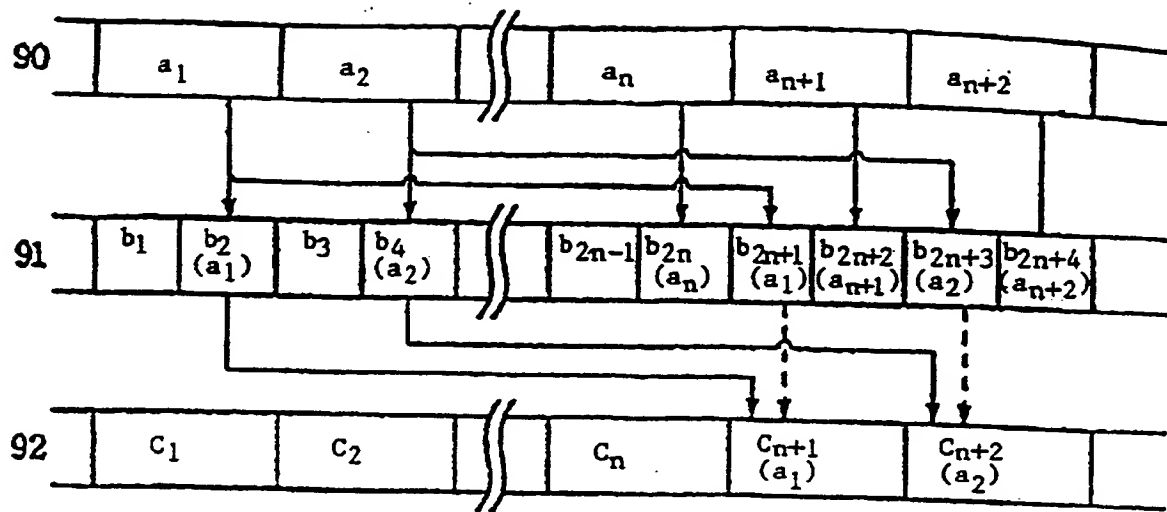 90 a₁ a₂ aₙ aₙ₊₁ aₙ₊₂
91 b₁ b₂ b₃ b₄ b₂ₙ₋₁ b₂ₙ b₂ₙ₊₁ b₂ₙ₊₂ b₂ₙ₊₃ b₂ₙ₊₄
(a₁) (a₂) (aₙ) (a₁) (aₙ₊₁) (a₂) (aₙ₊₂)
92 C₁ C₂ Cₙ Cₙ₊₁ Cₙ₊₂
(a₁) (a₂)